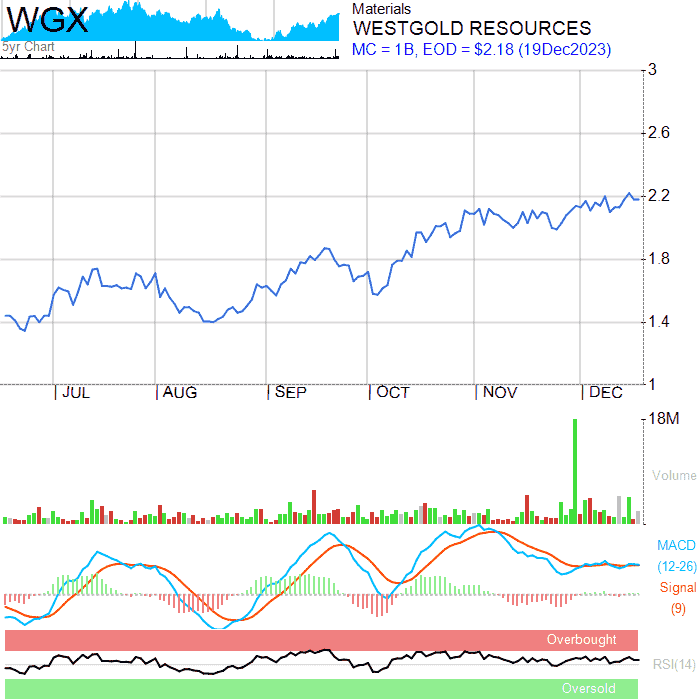 WGX
5yr Chart
Materials
WESTGOLD RESOURCES
MC = 1B, EOD = $2.18 (19Dec2023)
3
2.6
2.2
1.8
1.4
1
JUL AUG SEP OCT NOV DEC
18M
Volume
MACD
(12-26)
Signal
(9)
Overbought
RSI(14)
Oversold